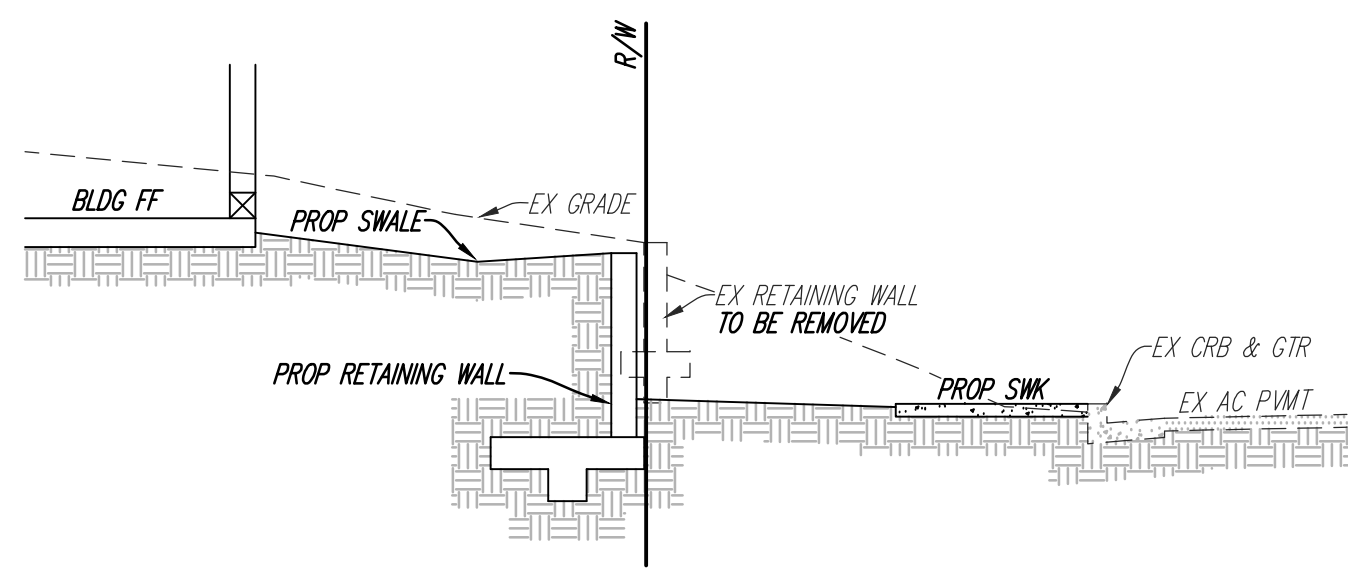 R/W
BLDG FF
EX GRADE
PROP SWALE
EX RETAINING WALL
TO BE REMOVED
EX CRB & GTR
PROP RETAINING WALL
PROP SWK
EX AC PVMT